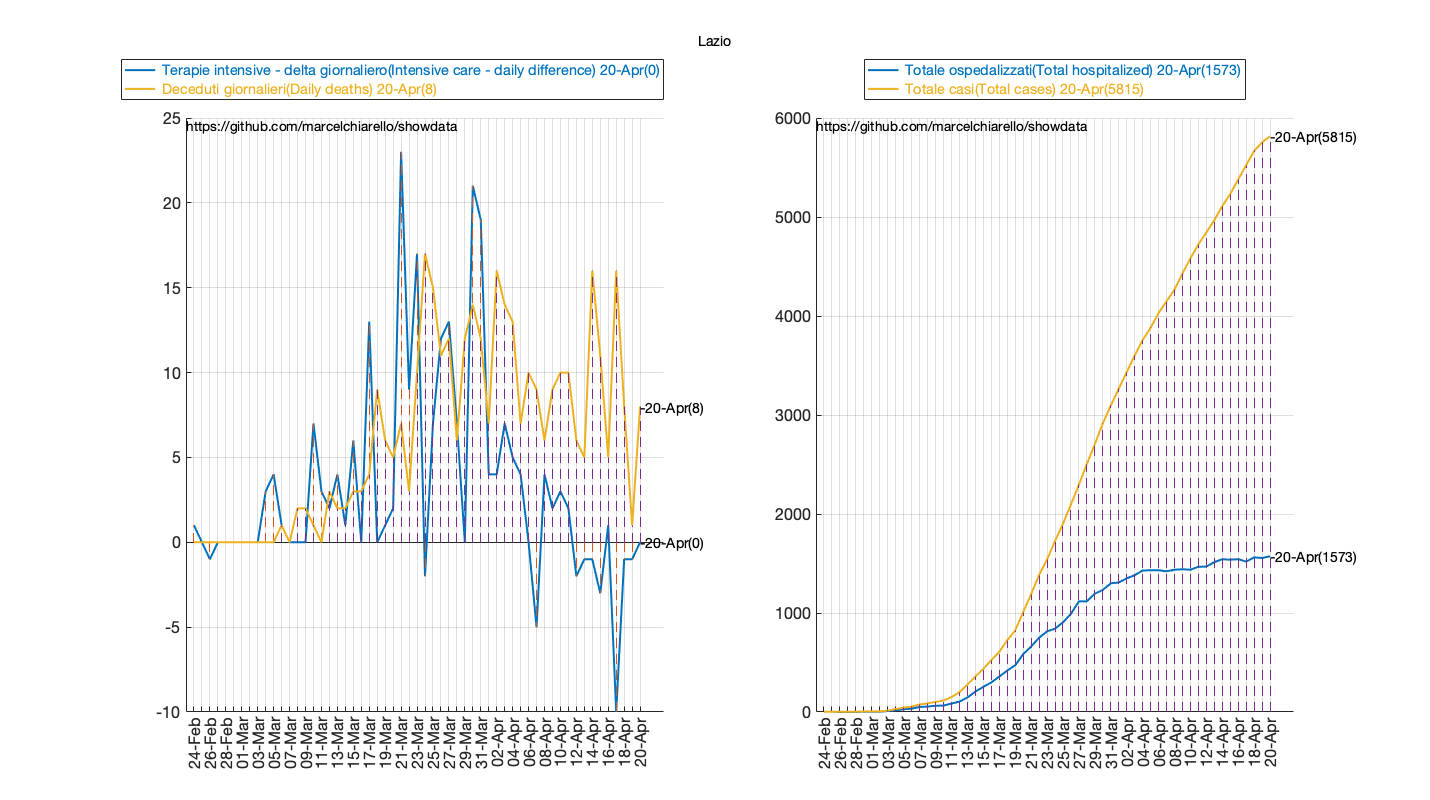 Lazio
Terapie intensive - delta giornaliero(Intensive care - daily difference) 20-Apr(0)
Deceduti giornalieri(Daily deaths) 20-Apr(8)
https://github.com/marcelchiarello/showdata
25
20
15
10
5
0
-5
-10
-20-Apr(8)
-20-Apr(0)
24-Feb
26-Feb
28-Feb
01-Mar
03-Mar
05-Mar
07-Mar
09-Mar
11-Mar
13-Mar
15-Mar
17-Mar
19-Mar
21-Mar
23-Mar
25-Mar
27-Mar
29-Mar
31-Mar
02-Apr
04-Apr
06-Apr
08-Apr
10-Apr
12-Apr
14-Apr
16-Apr
18-Apr
20-Apr
Totale ospedalizzati(Total hospitalized) 20-Apr(1573)
Totale casi(Total cases) 20-Apr(5815)
https://github.com/marcelchiarello/showdata
6000
5000
4000
3000
2000
1000
0
-20-Apr(5815)
-20-Apr(1573)
24-Feb
26-Feb
28-Feb
01-Mar
03-Mar
05-Mar
07-Mar
09-Mar
11-Mar
13-Mar
15-Mar
17-Mar
19-Mar
21-Mar
23-Mar
25-Mar
27-Mar
29-Mar
31-Mar
02-Apr
04-Apr
06-Apr
08-Apr
10-Apr
12-Apr
14-Apr
16-Apr
18-Apr
20-Apr